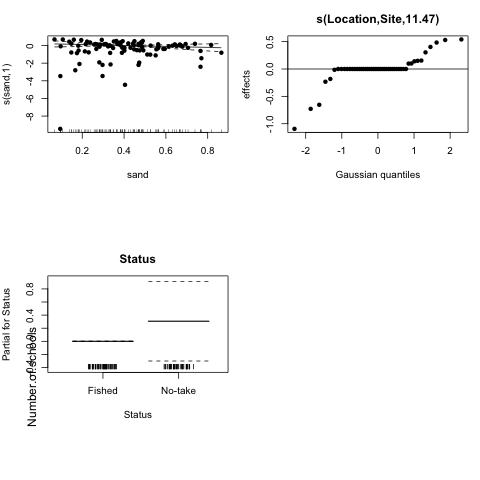 s(sand,1)
0
-2
-4
-6
-8
0.2 0.4 0.6 0.8
sand
s(Location,Site,11.47)
effects
0.5
0.0
-0.5
-1.0
-2 -1 0 1 2
Gaussian quantiles
Status
Partial for Status
Number.of.schools
0.8
0.4
0.0
Fished No-take
Status